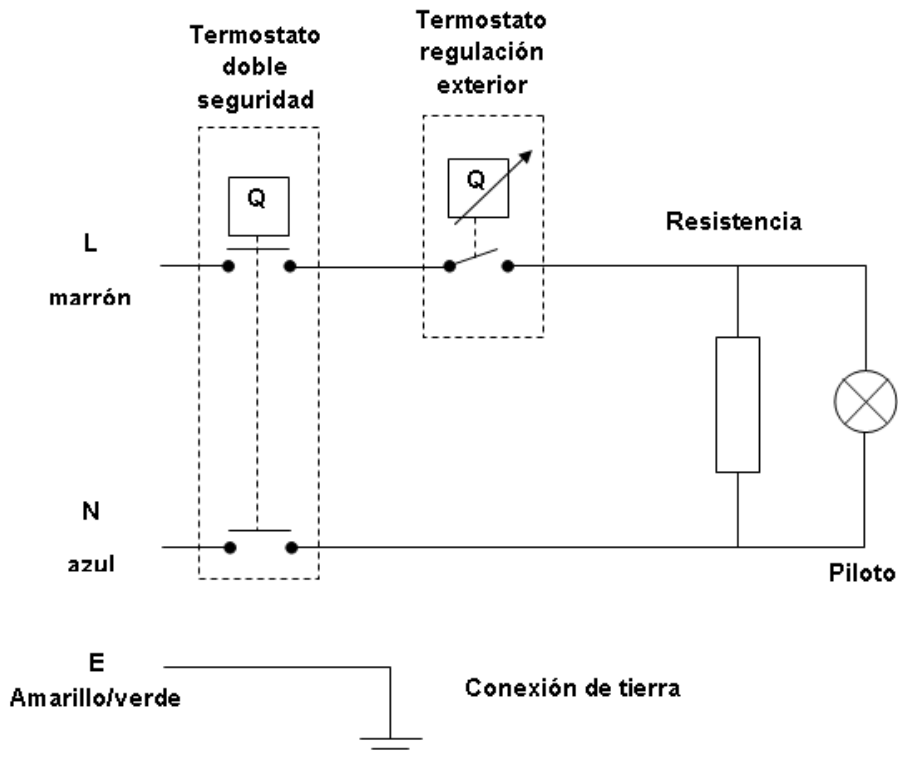 Termostato
doble
seguridad
Termostato
regulación
exterior
Q
Q
Resistencia
L
marrón
N
azul
Piloto
E
Amarillo/verde
Conexión de tierra